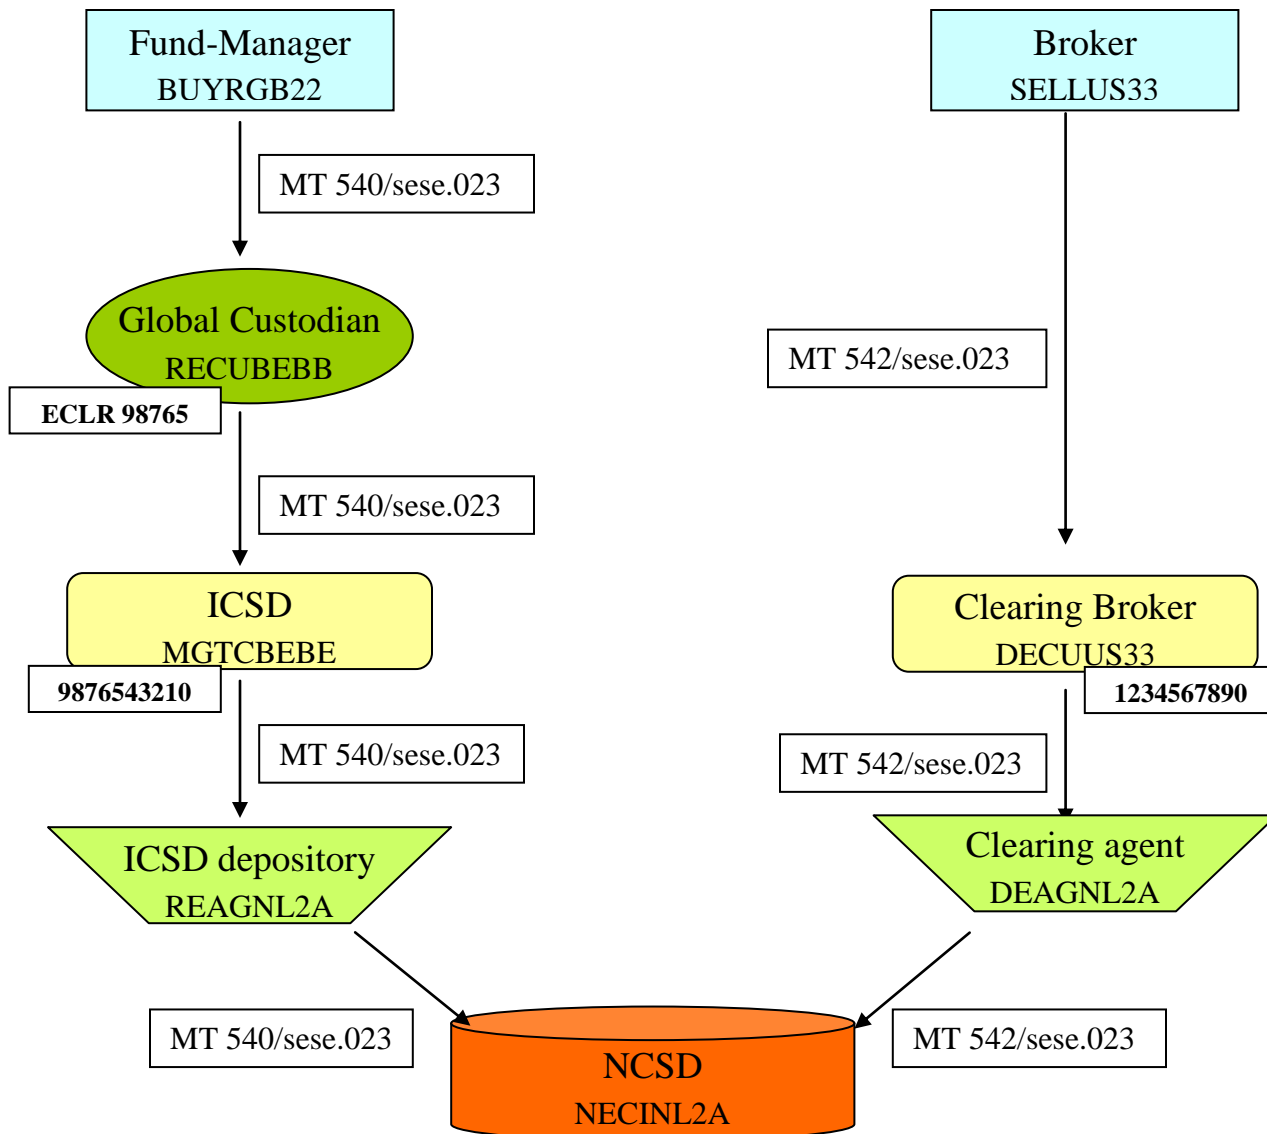 Fund-Manager
BUYRGB22
Broker
SELLUS33
MT 540/sese.023
Global Custodian
RECUBEBB
ECLR 98765
MT 542/sese.023
MT 540/sese.023
ICSD
MGTCBEBE
9876543210
Clearing Broker
DECUUS33
1234567890
MT 540/sese.023
MT 542/sese.023
ICSD depository
REAGNL2A
Clearing agent
DEAGNL2A
MT 540/sese.023
MT 542/sese.023
NCSD
NECINL2A